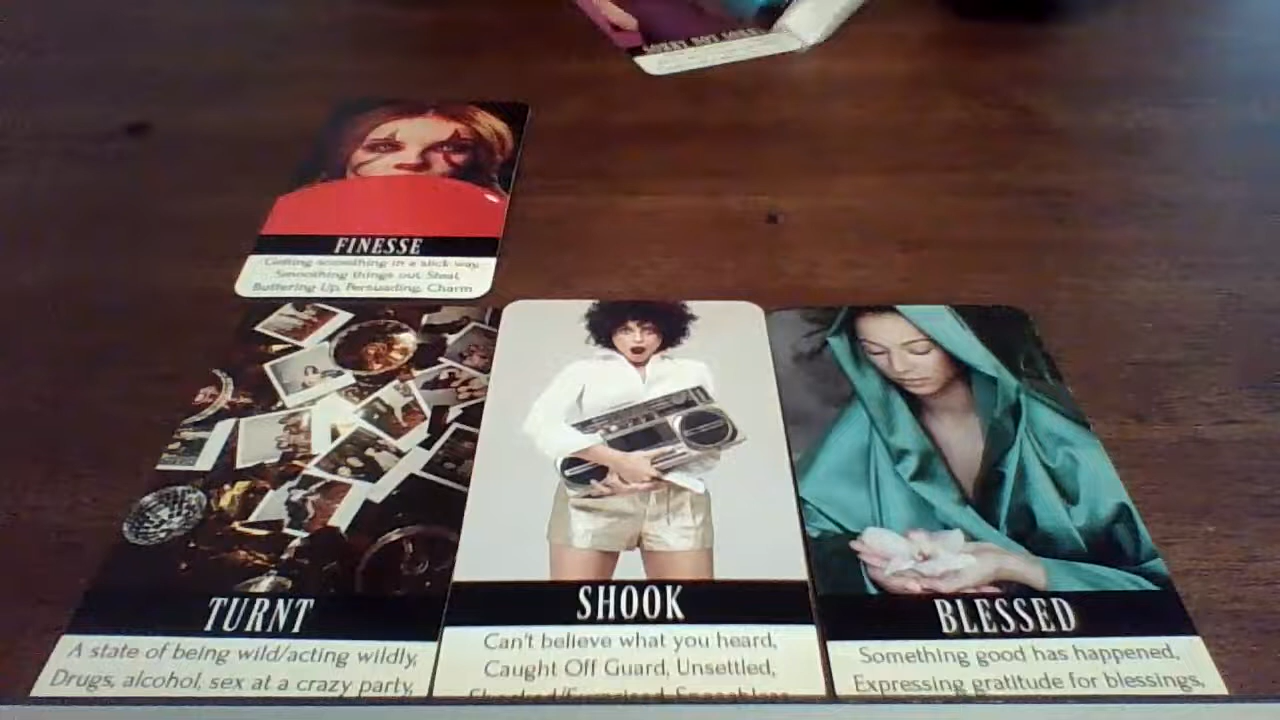 FINESSE
Getting something in a slick way,
Smoothing things out, Steal,
Buttering Up, Persuading, Charm
TURNT
A state of being wild/acting wildly,
Drugs, alcohol, sex at a crazy party,
SHOOK
Can't believe what you heard,
Caught Off Guard, Unsettled,
BLESSED
Something good has happened,
Expressing gratitude for blessings,